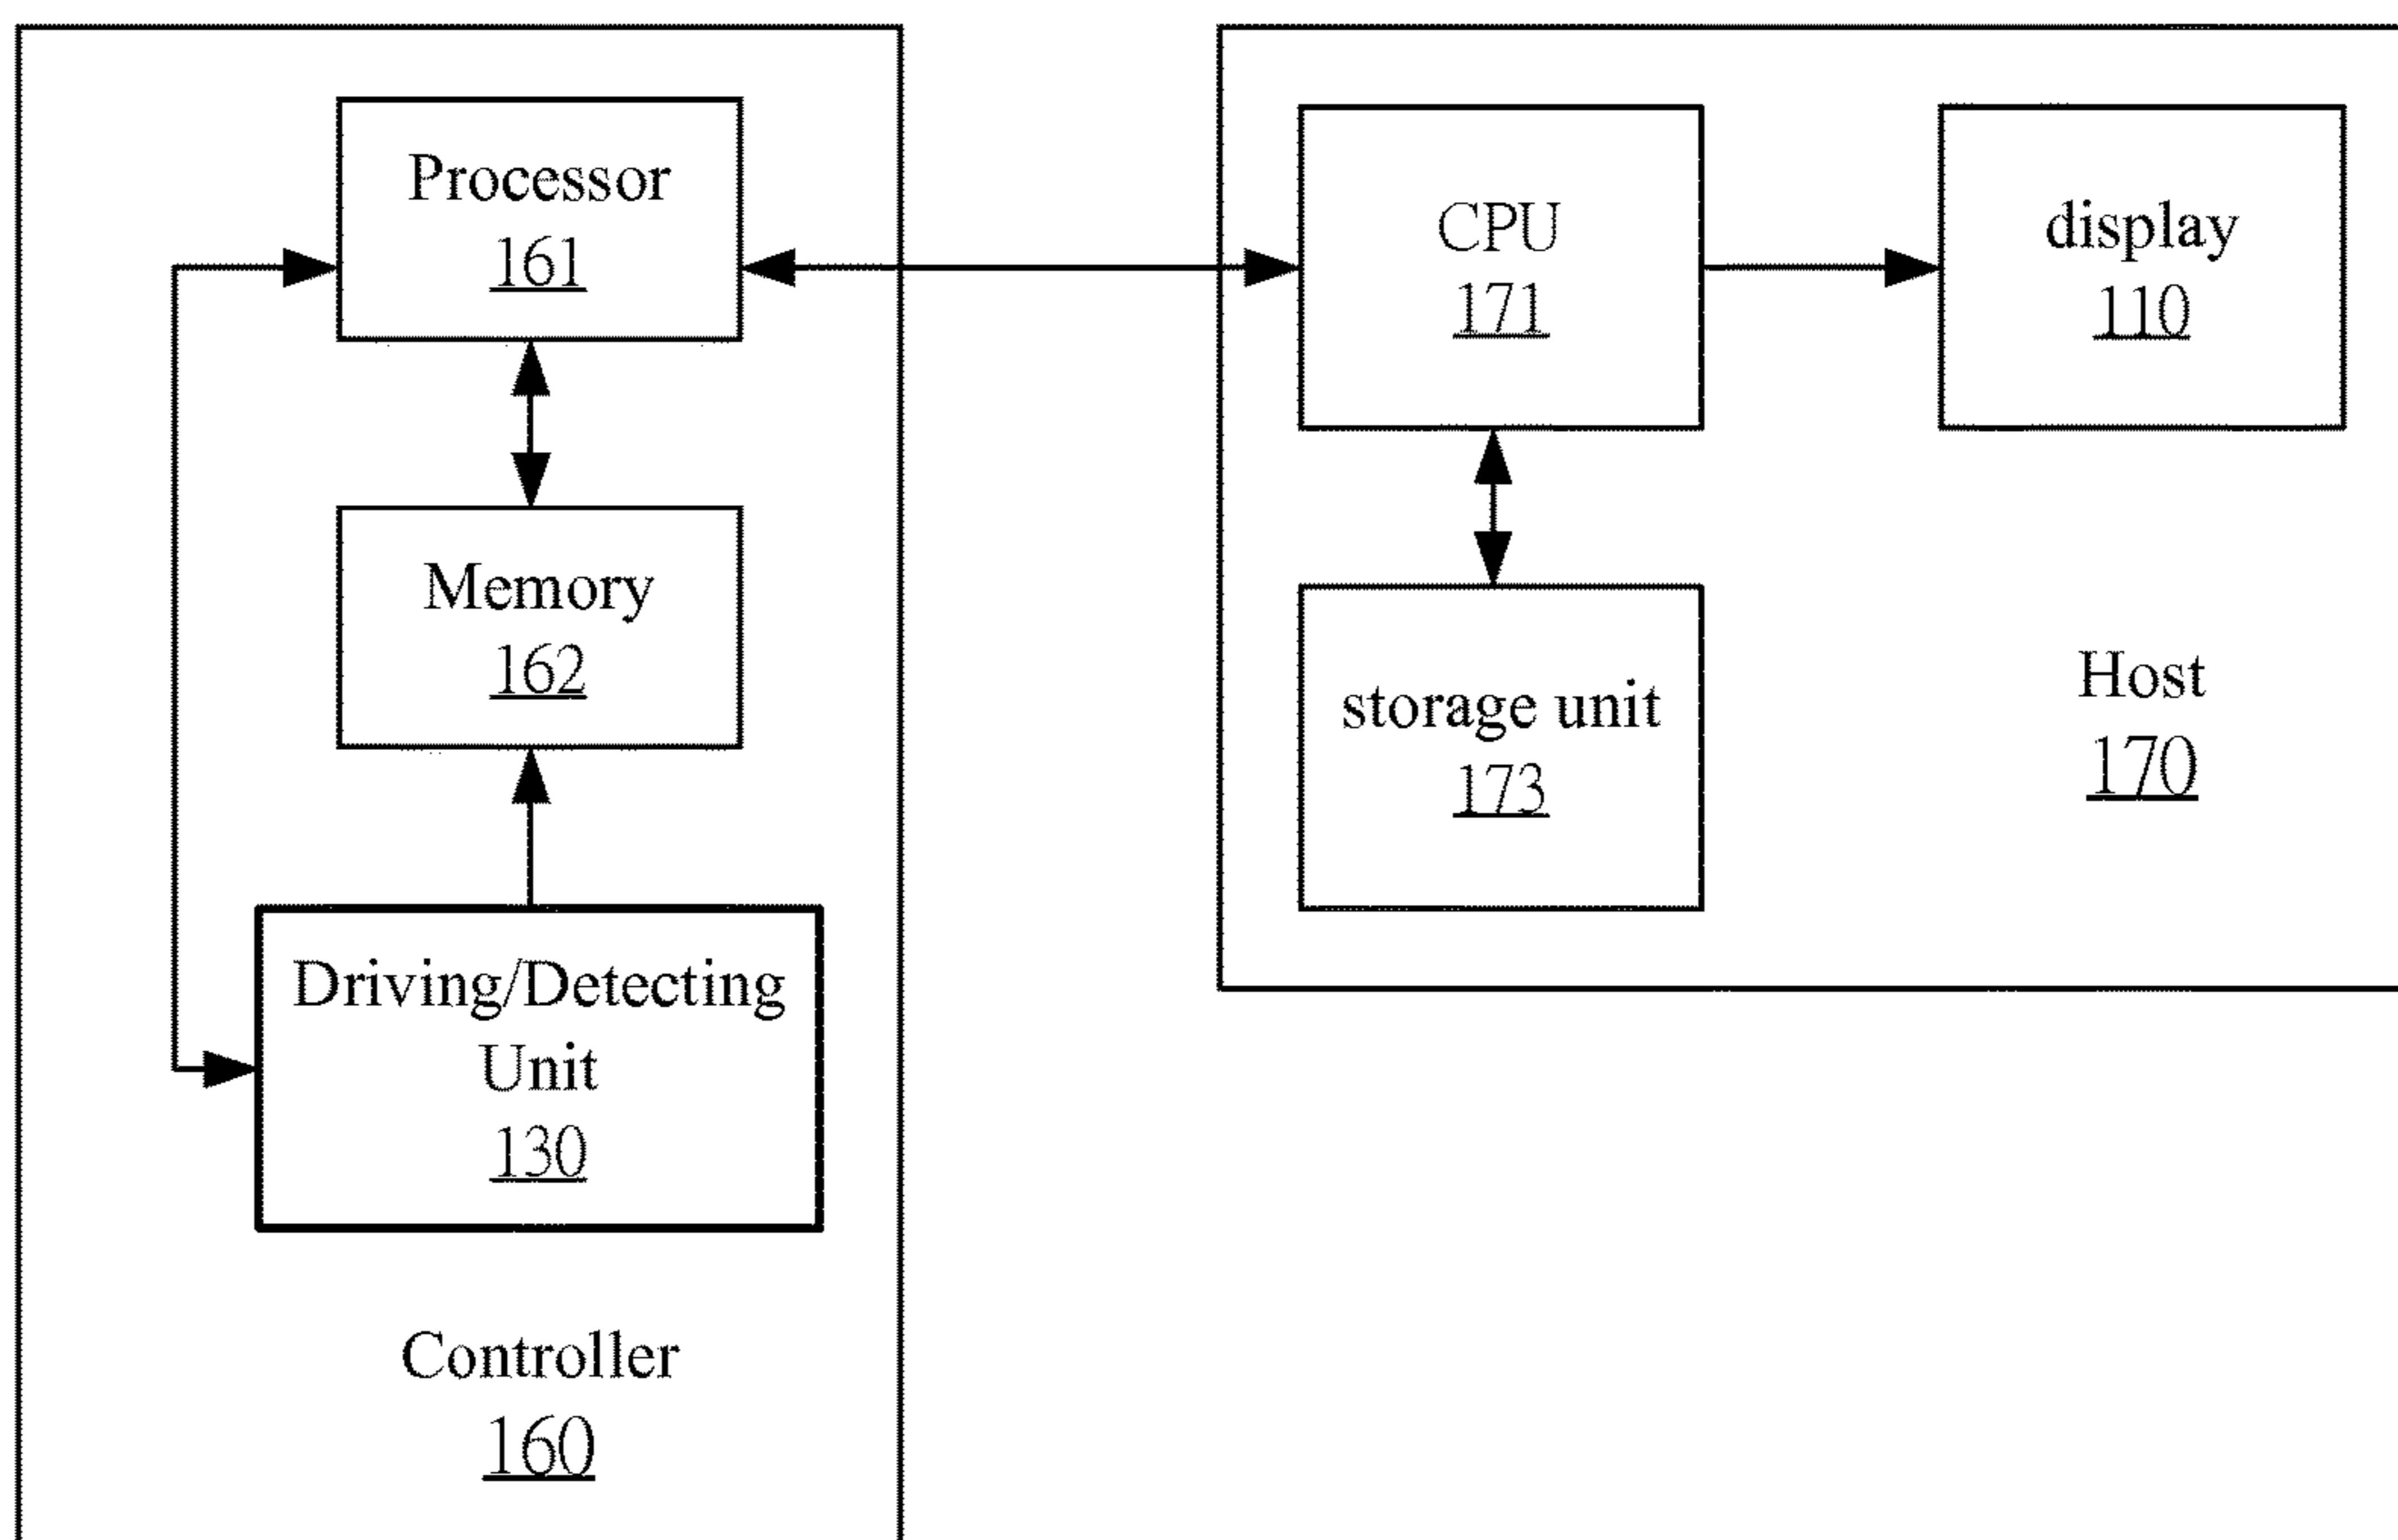 Processor
161
Memory
162
Driving/Detecting
Unit
130
Controller
160
CPU
171
display
110
storage unit
173
Host
170